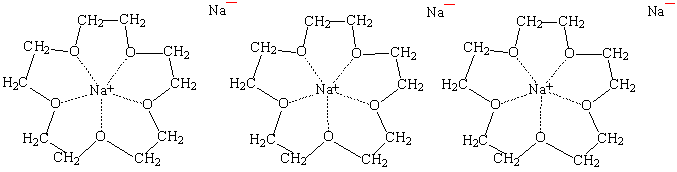 Na− Na− Na−
CH₂ CH₂ CH₂ CH₂ CH₂ CH₂
CH₂ O O CH₂ CH₂ O O CH₂ CH₂ O O CH₂
H₂C Na+ CH₂ H₂C Na+ CH₂ H₂C Na+ CH₂
O O O O O O
H₂C O CH₂ H₂C O CH₂ H₂C O CH₂
CH₂ CH₂ CH₂ CH₂ CH₂ CH₂